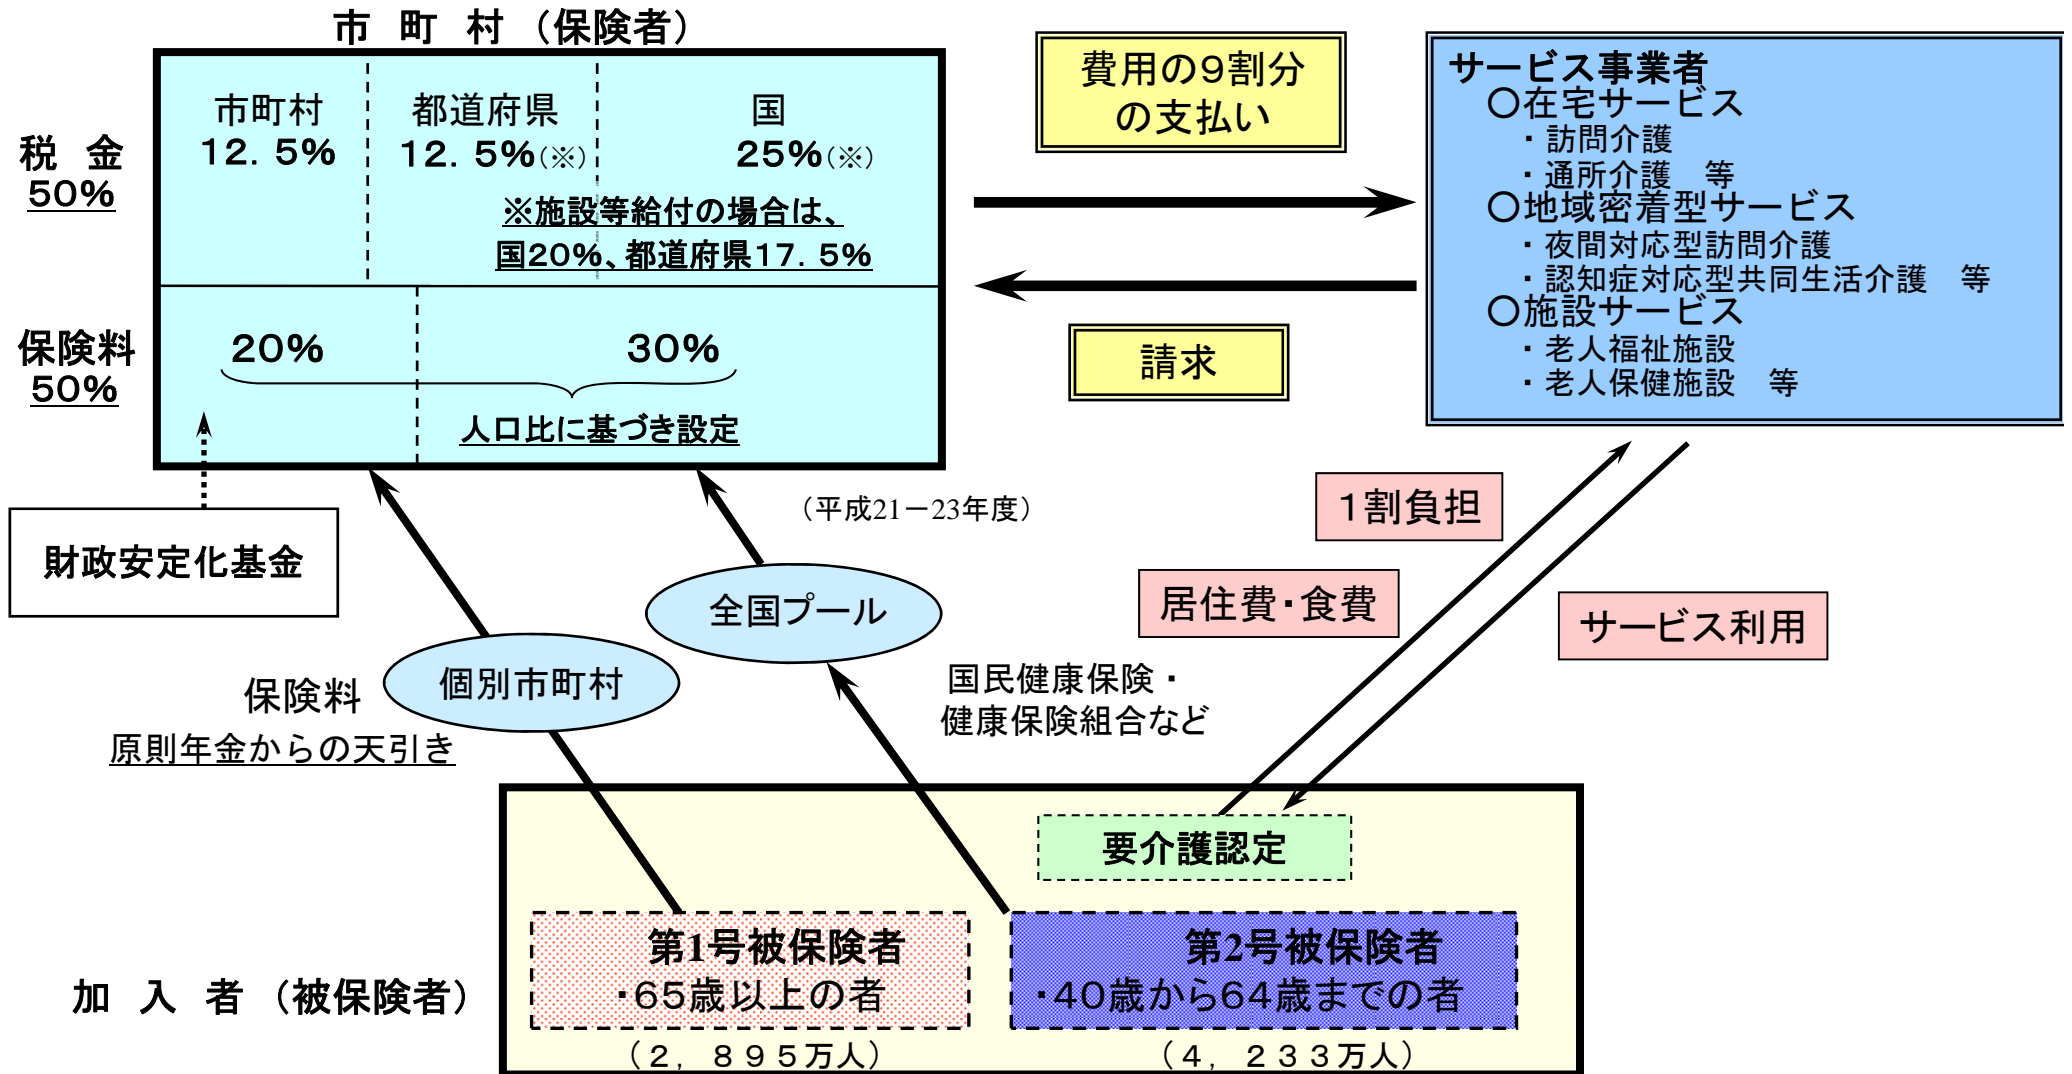 市　町　村（保険者）
税　金
50%
市町村
12．5%
都道府県
12．5%(※)
国
25%(※)
※施設等給付の場合は、
国20%、都道府県17．5%
保険料
50%
20%
30%
人口比に基づき設定
費用の9割分
の支払い
請求
サービス事業者
○在宅サービス
・訪問介護
・通所介護　等
○地域密着型サービス
・夜間対応型訪問介護
・認知症対応型共同生活介護　等
○施設サービス
・老人福祉施設
・老人保健施設　等
財政安定化基金
（平成21－23年度）
1割負担
居住費・食費
サービス利用
全国プール
個別市町村
保険料
原則年金からの天引き
国民健康保険・
健康保険組合など
要介護認定
加　入　者（被保険者）
第1号被保険者
・65歳以上の者
（２，８９５万人）
第2号被保険者
・40歳から64歳までの者
（４，２３３万人）